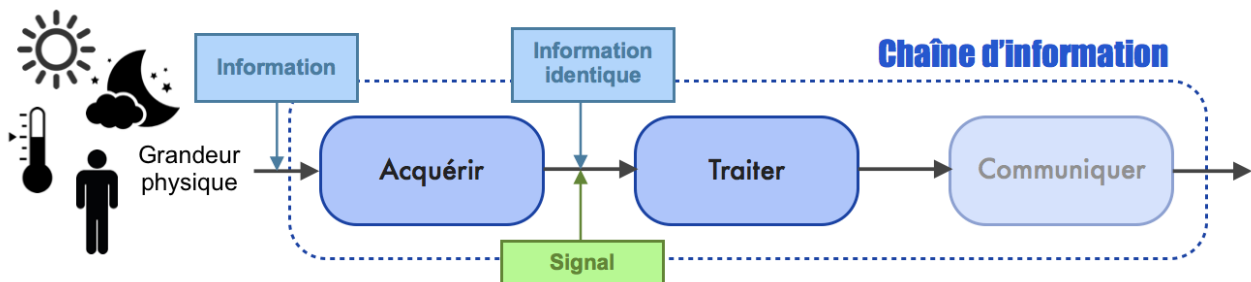 Chaîne d'information
Information
Information
identique
Grandeur
physique
Acquérir
Traiter
Communiquer
Signal